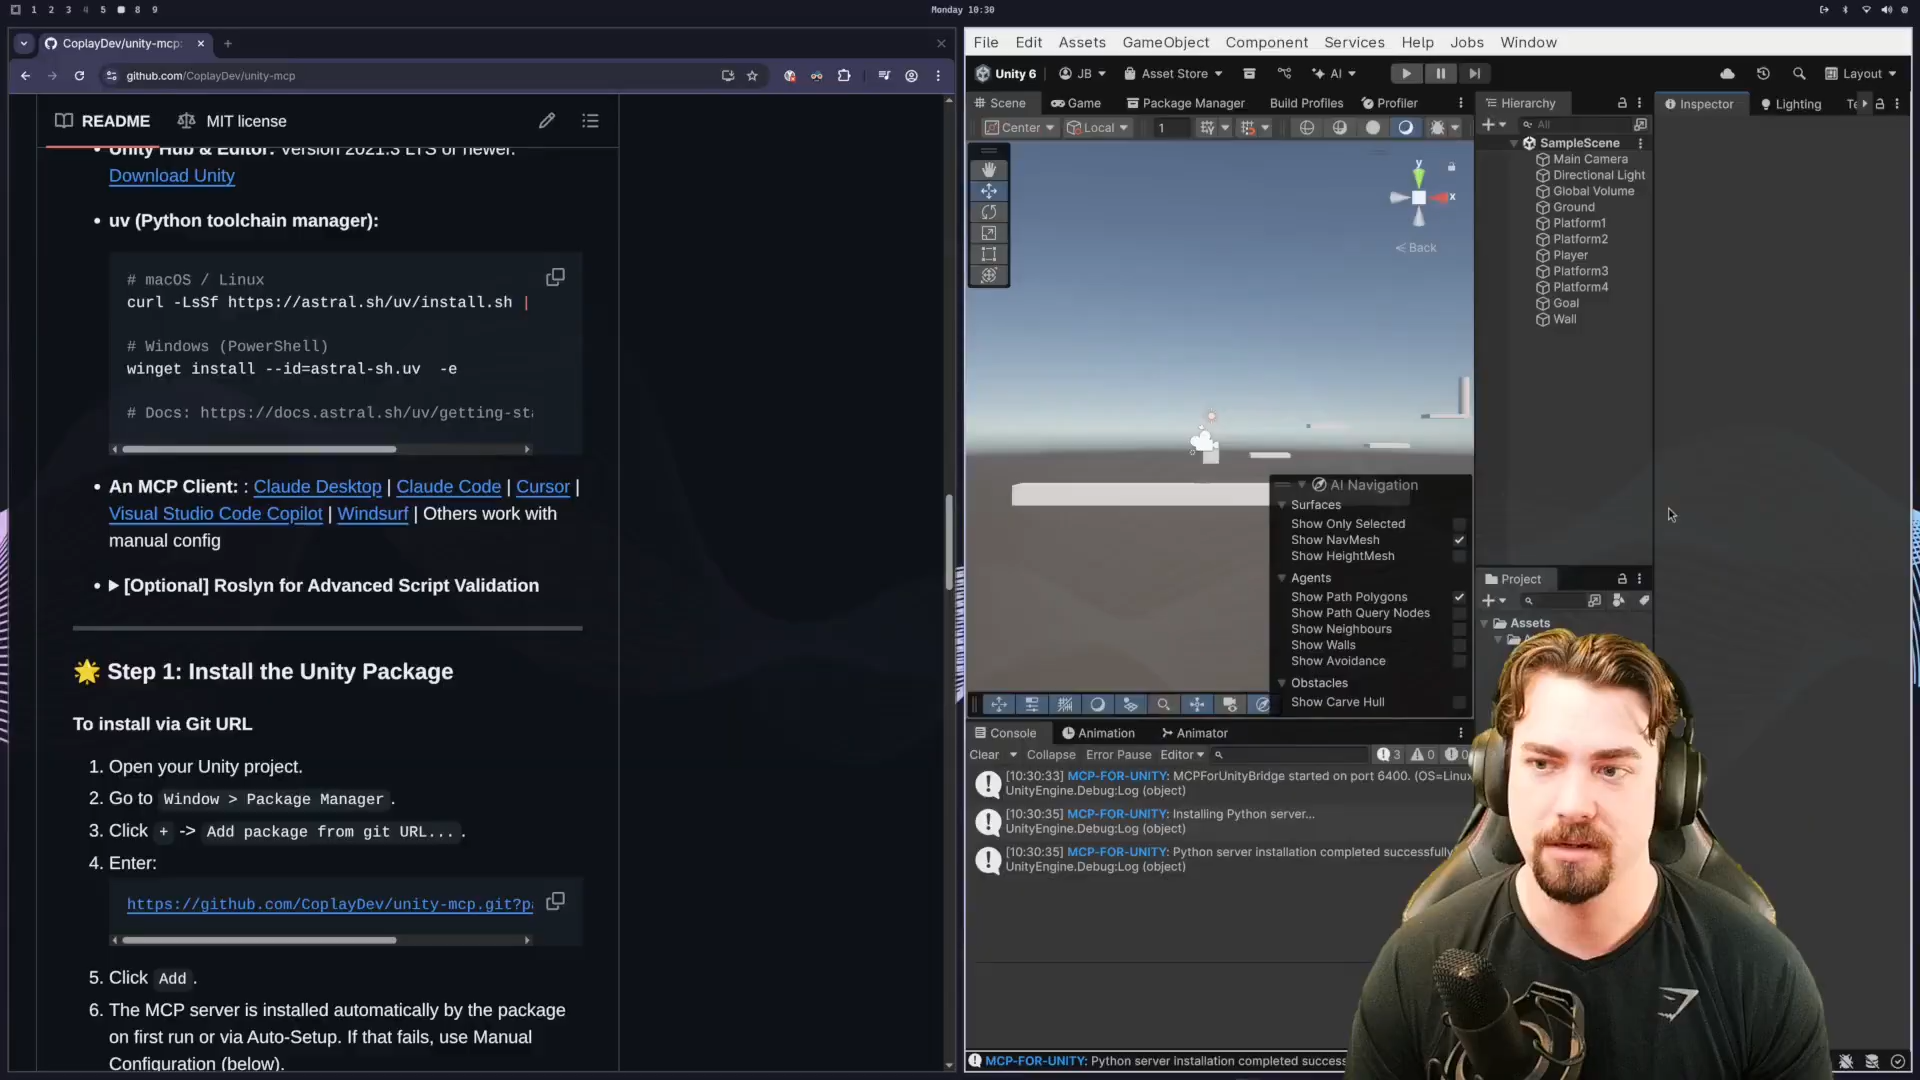 1 2 3 4 5 8 9
Monday 10:30
CoplayDev/unity-mcp:
github.com/CoplayDev/unity-mcp
README
MIT license
Unity Hub & Editor: Version 2021.3 LTS or newer.
Download Unity
• uv (Python toolchain manager):
# macOS / Linux
curl -LsSf https://astral.sh/uv/install.sh |
# Windows (PowerShell)
winget install --id=astral-sh.uv -e
# Docs: https://docs.astral.sh/uv/getting-sta
• An MCP Client: : Claude Desktop | Claude Code | Cursor |
Visual Studio Code Copilot | Windsurf | Others work with
manual config
• ▶ [Optional] Roslyn for Advanced Script Validation
🌟 Step 1: Install the Unity Package
To install via Git URL
1. Open your Unity project.
2. Go to Window > Package Manager .
3. Click + -> Add package from git URL... .
4. Enter:
https://github.com/CoplayDev/unity-mcp.git?pa
5. Click Add .
6. The MCP server is installed automatically by the package
on first run or via Auto-Setup. If that fails, use Manual
Configuration (below).
File Edit Assets GameObject Component Services Help Jobs Window
Unity 6 JB Asset Store AI Layout
Scene Game Package Manager Build Profiles Profiler
Center Local 1
y
x
Back
AI Navigation
Surfaces
Show Only Selected
Show NavMesh
Show HeightMesh
Agents
Show Path Polygons
Show Path Query Nodes
Show Neighbours
Show Walls
Show Avoidance
Obstacles
Show Carve Hull
Hierarchy
All
SampleScene
Main Camera
Directional Light
Global Volume
Ground
Platform1
Platform2
Player
Platform3
Platform4
Goal
Wall
Inspector Lighting Te
Project
Assets
Console Animation Animator
Clear Collapse Error Pause Editor 3 0 0
[10:30:33] MCP-FOR-UNITY: MCPForUnityBridge started on port 6400. (OS=Linux
UnityEngine.Debug:Log (object)
[10:30:35] MCP-FOR-UNITY: Installing Python server...
UnityEngine.Debug:Log (object)
[10:30:35] MCP-FOR-UNITY: Python server installation completed successfully
UnityEngine.Debug:Log (object)
MCP-FOR-UNITY: Python server installation completed success